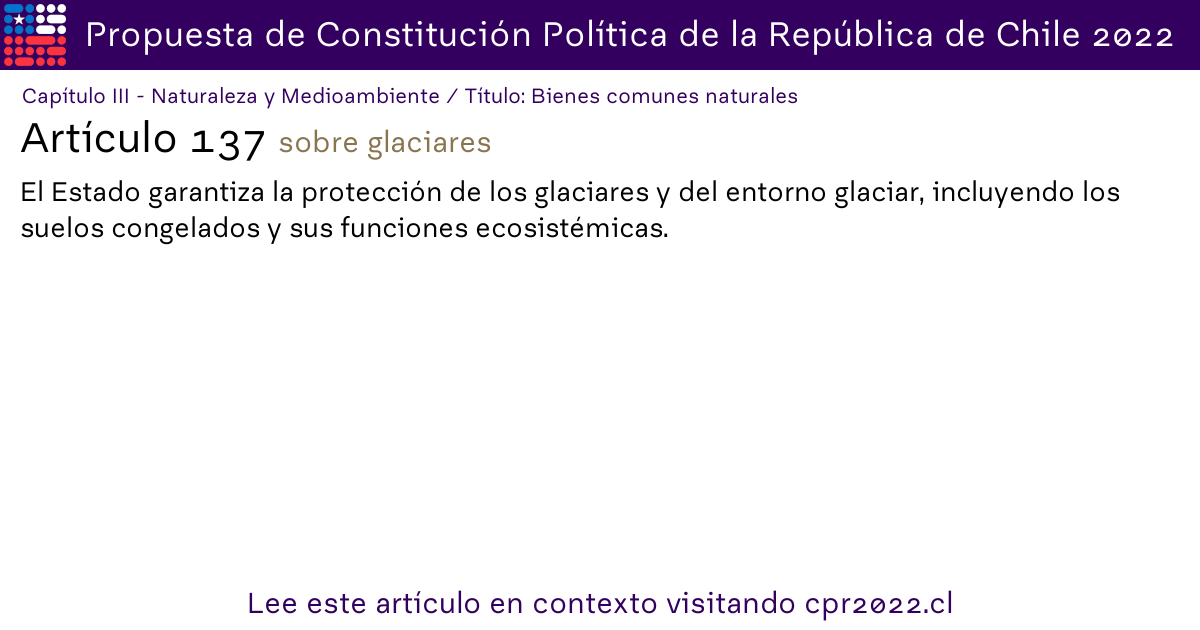 Propuesta de Constitución Política de la República de Chile 2022
Capítulo III - Naturaleza y Medioambiente / Título: Bienes comunes naturales
Artículo 137 sobre glaciares
El Estado garantiza la protección de los glaciares y del entorno glaciar, incluyendo los
suelos congelados y sus funciones ecosistémicas.
Lee este artículo en contexto visitando cpr2022.cl